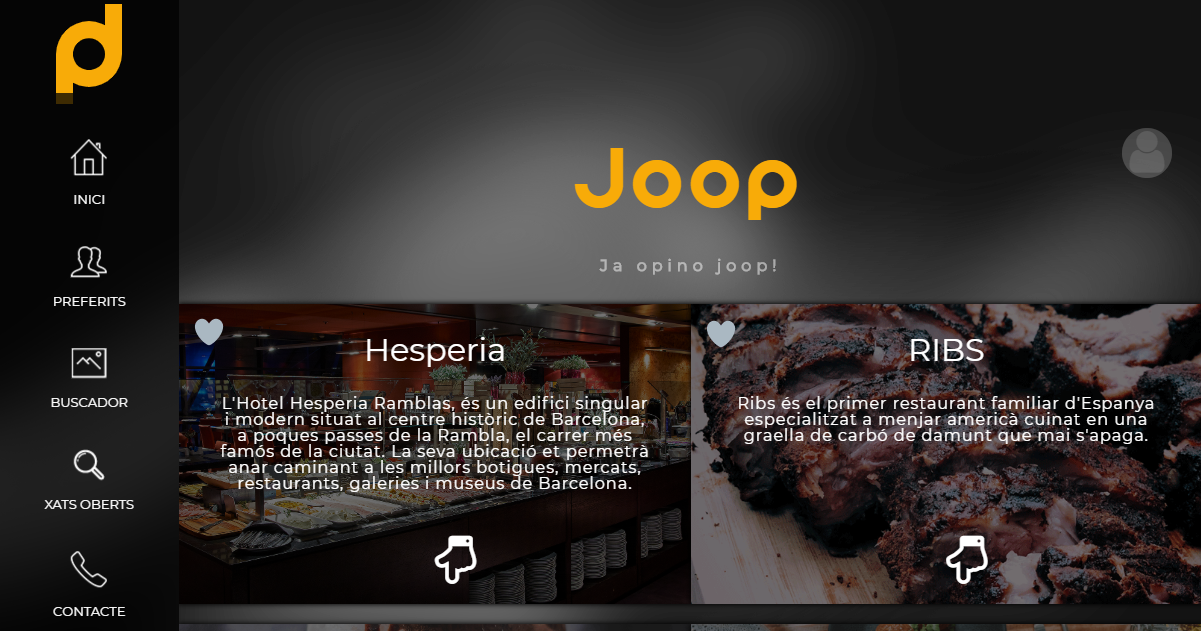 INICI
PREFERITS
BUSCADOR
XATS OBERTS
CONTACTE
Joop
Ja opino joop!
Hesperia
L'Hotel Hesperia Ramblas, és un edifici singular
i modern situat al centre històric de Barcelona,
a poques passes de la Rambla, el carrer més
famós de la ciutat. La seva ubicació et permetrà
anar caminant a les millors botigues, mercats,
restaurants, galeries i museus de Barcelona.
RIBS
Ribs és el primer restaurant familiar d'Espanya
especialitzat a menjar americà cuinat en una
graella de carbó de damunt que mai s'apaga.